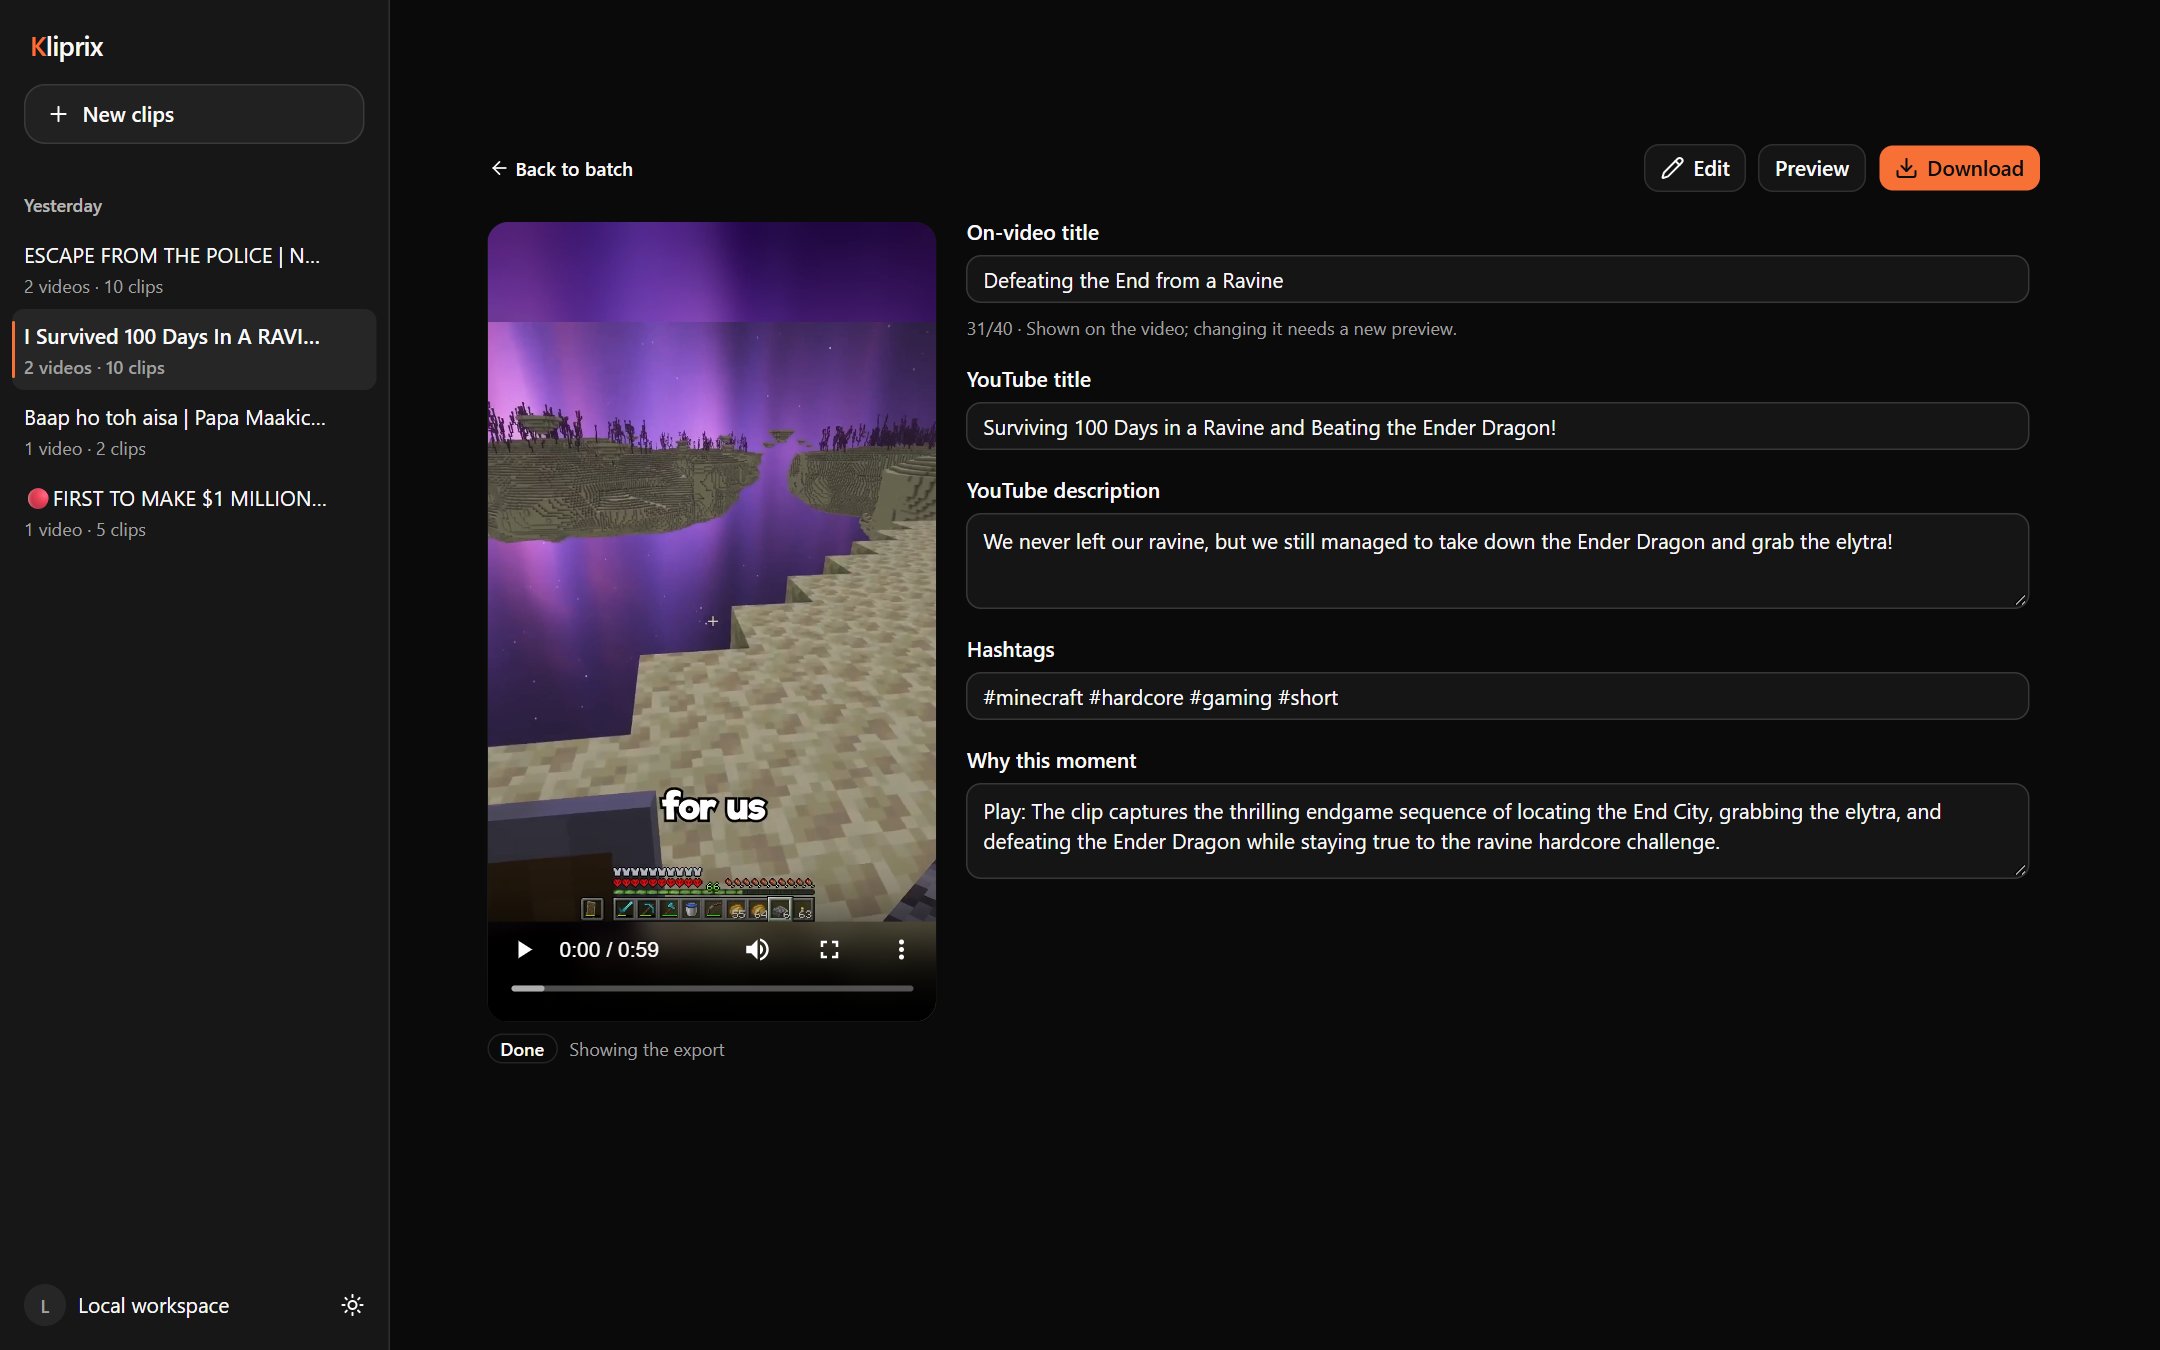 Kliprix
New clips
Yesterday
ESCAPE FROM THE POLICE | N...
2 videos · 10 clips
I Survived 100 Days In A RAVI...
2 videos · 10 clips
Baap ho toh aisa | Papa Maakic...
1 video · 2 clips
FIRST TO MAKE $1 MILLION...
1 video · 5 clips
L
Local workspace
Back to batch
Edit
Preview
Download
for us
66
55
64
6
63
0:00 / 0:59
Done
Showing the export
On-video title
Defeating the End from a Ravine
31/40 · Shown on the video; changing it needs a new preview.
YouTube title
Surviving 100 Days in a Ravine and Beating the Ender Dragon!
YouTube description
We never left our ravine, but we still managed to take down the Ender Dragon and grab the elytra!
Hashtags
#minecraft #hardcore #gaming #short
Why this moment
Play: The clip captures the thrilling endgame sequence of locating the End City, grabbing the elytra, and
defeating the Ender Dragon while staying true to the ravine hardcore challenge.